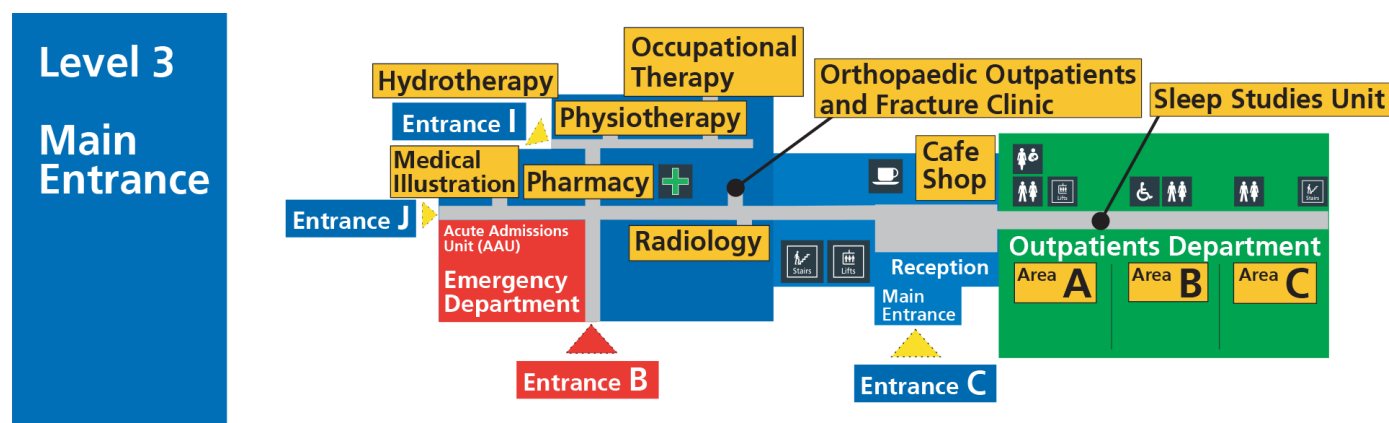 Level 3
Main
Entrance
Occupational
Therapy
Hydrotherapy
Orthopaedic Outpatients
and Fracture Clinic
Sleep Studies Unit
Entrance I
Physiotherapy
Medical
Illustration
Pharmacy
Cafe
Shop
Entrance J
Lifts
Stairs
Acute Admissions
Unit (AAU)
Emergency
Department
Radiology
Stairs
Lifts
Reception
Main
Entrance
Outpatients Department
Area A
Area B
Area C
Entrance B
Entrance C